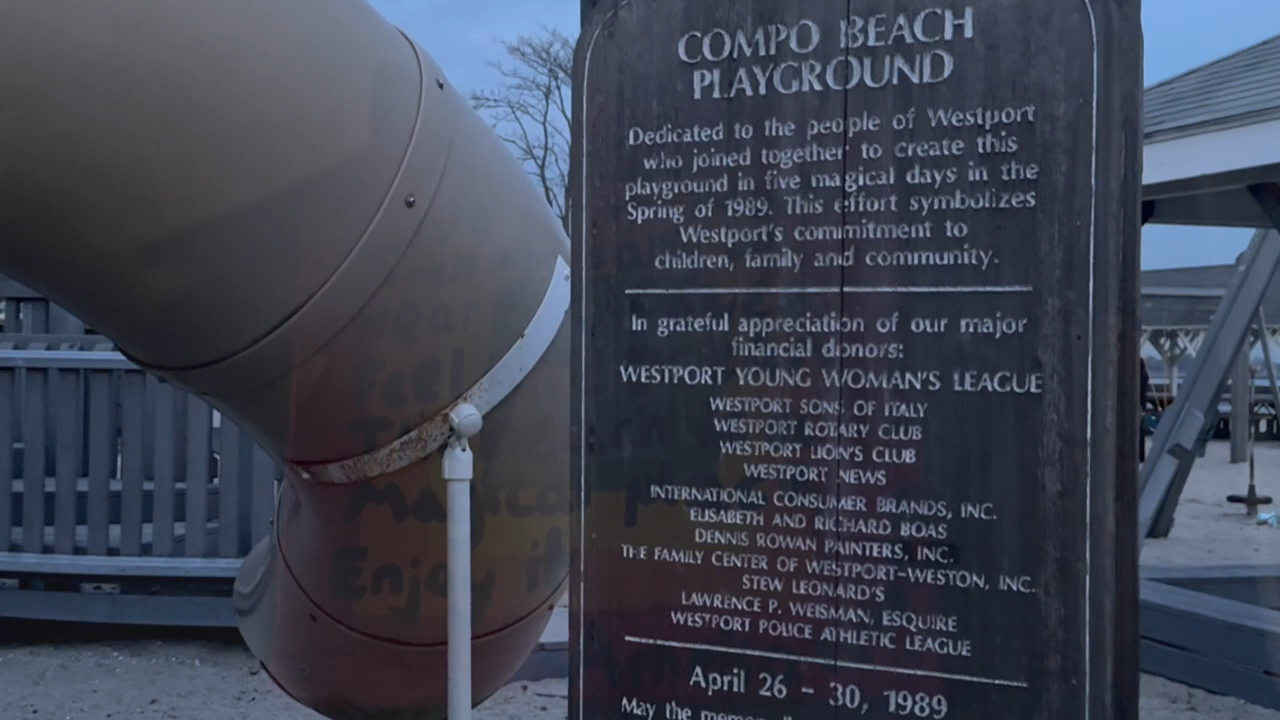 COMPO BEACH
PLAYGROUND
Dedicated to the people of Westport
who joined together to create this
playground in five magical days in the
Spring of 1989. This effort symbolizes
Westport's commitment to
children, family and community.
In grateful appreciation of our major
financial donors:
WESTPORT YOUNG WOMAN'S LEAGUE
WESTPORT SONS OF ITALY
WESTPORT ROTARY CLUB
WESTPORT LION'S CLUB
WESTPORT NEWS
INTERNATIONAL CONSUMER BRANDS, INC.
ELISABETH AND RICHARD BOAS
DENNIS ROWAN PAINTERS, INC.
THE FAMILY CENTER OF WESTPORT-WESTON, INC.
STEW LEONARD'S
LAWRENCE P. WEISMAN, ESQUIRE
WESTPORT POLICE ATHLETIC LEAGUE
April 26 - 30, 1989
May the
Feel
Magical
Enjoy it